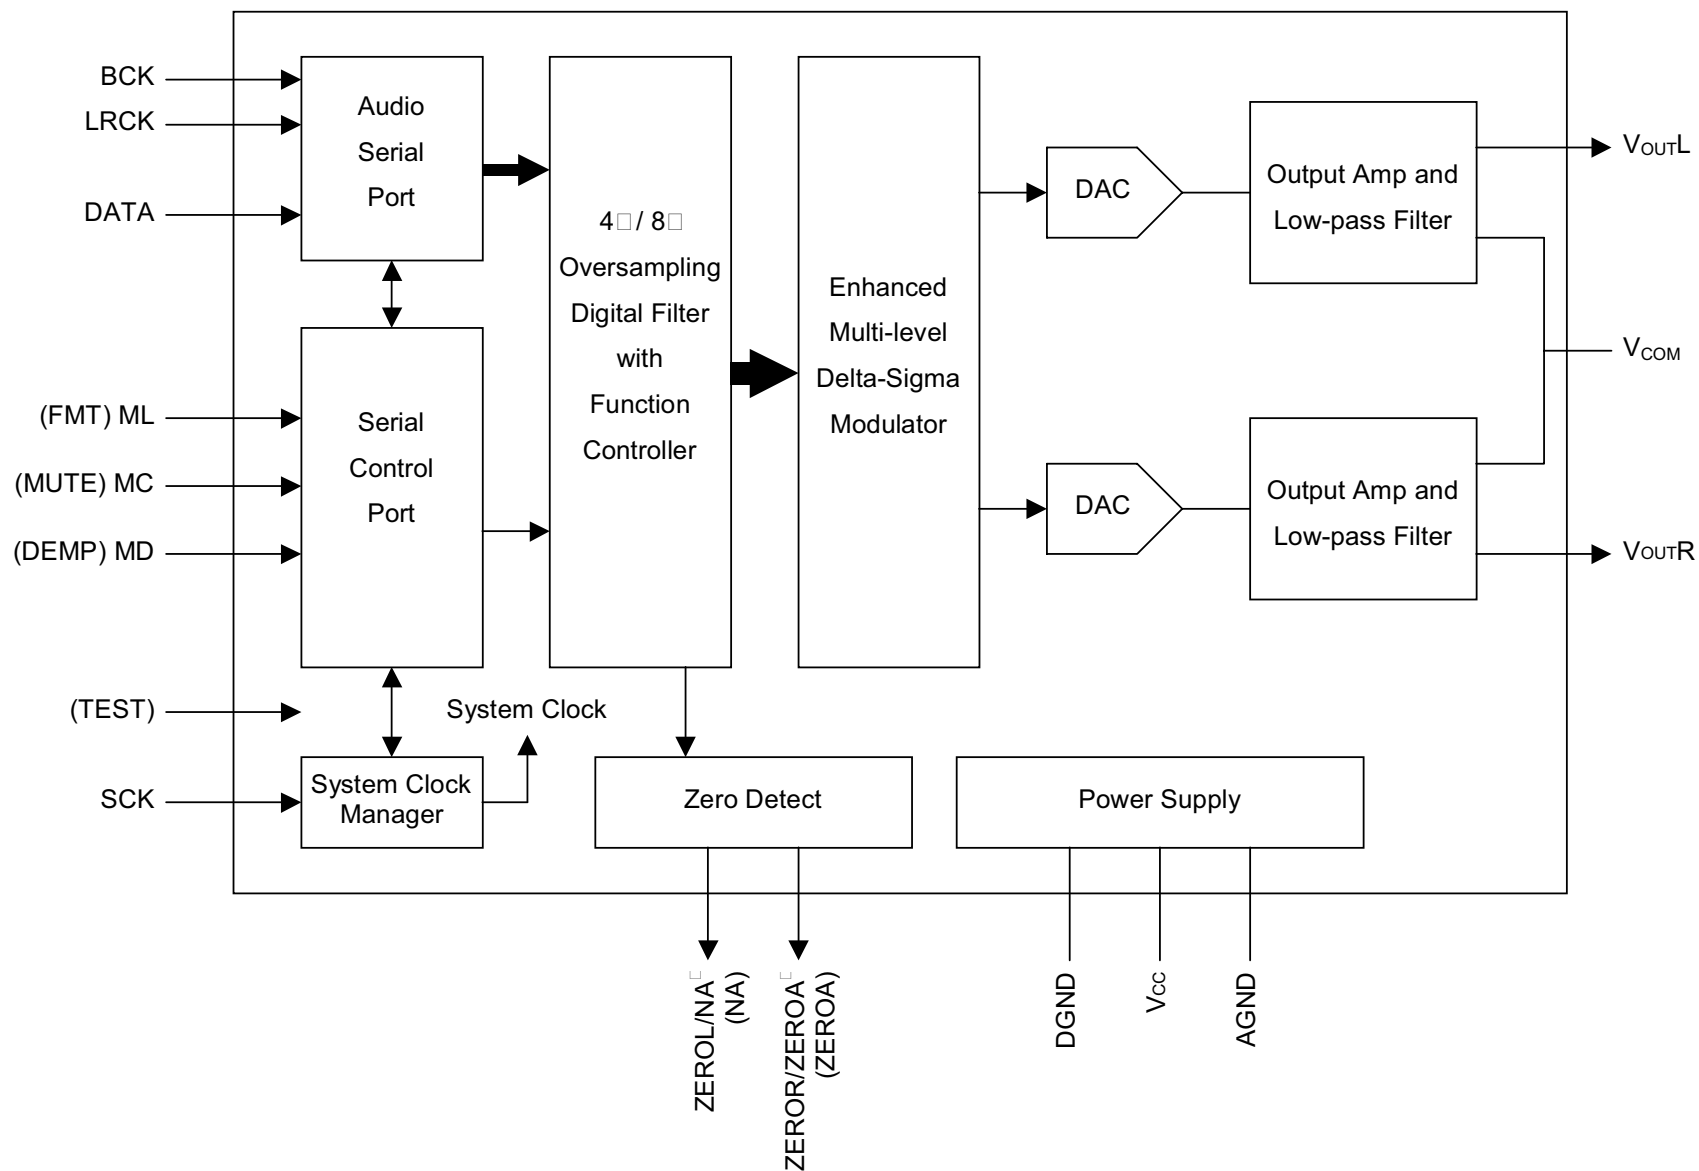 BCK
LRCK
DATA
Audio
Serial
Port
(FMT) ML
(MUTE) MC
(DEMP) MD
Serial
Control
Port
(TEST)
SCK
System Clock
Manager
System Clock
4□/ 8□
Oversampling
Digital Filter
with
Function
Controller
Enhanced
Multi-level
Delta-Sigma
Modulator
DAC
DAC
Output Amp and
Low-pass Filter
Output Amp and
Low-pass Filter
VOUTL
VCOM
VOUTR
Zero Detect
Power Supply
ZEROL/NA□
(NA)
ZEROR/ZEROA□
(ZEROA)
DGND
VCC
AGND